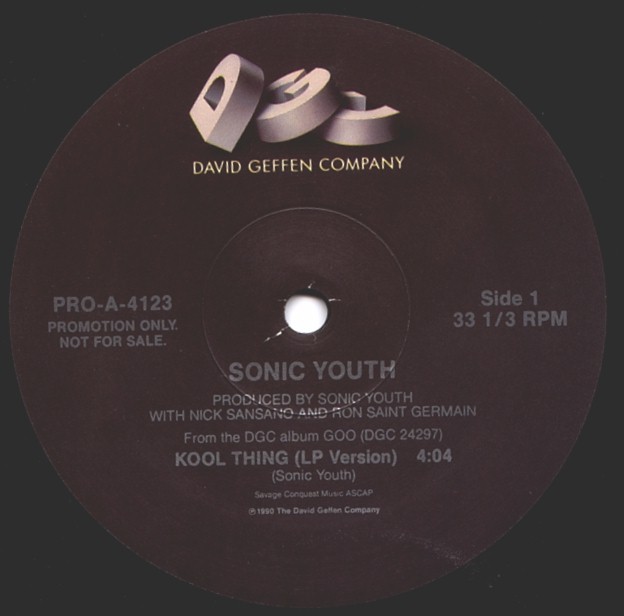 DGC
DAVID GEFFEN COMPANY
PRO-A-4123
PROMOTION ONLY.
NOT FOR SALE.
Side 1
33 1/3 RPM
SONIC YOUTH
PRODUCED BY SONIC YOUTH
WITH NICK SANSANO AND RON SAINT GERMAIN
From the DGC album GOO (DGC 24297)
KOOL THING (LP Version) 4:04
(Sonic Youth)
Savage Conquest Music ASCAP
℗1990 The David Geffen Company